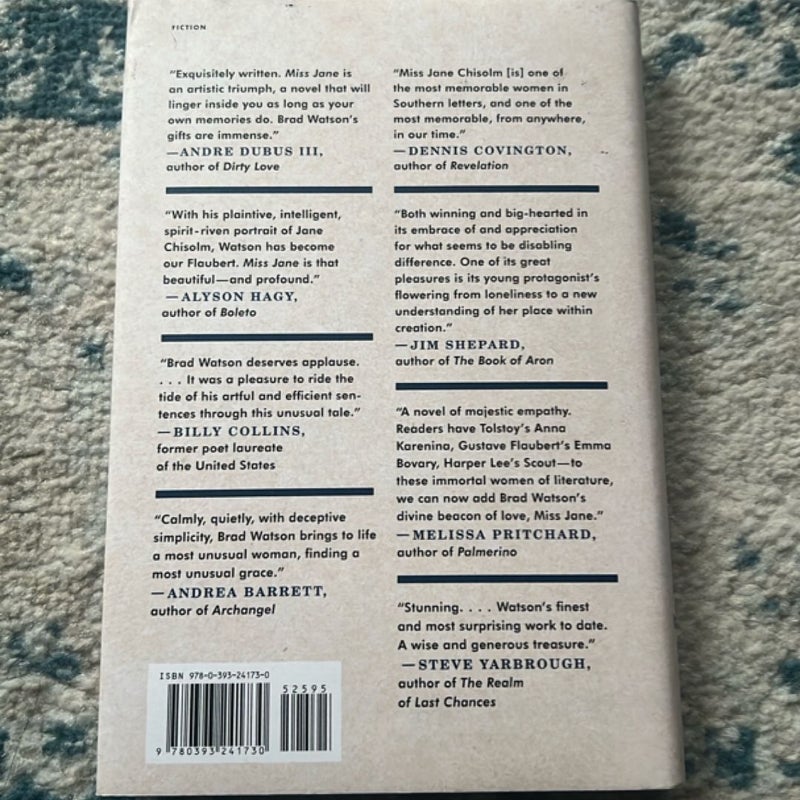 FICTION
“Exquisitely written. Miss Jane is
an artistic triumph, a novel that will
linger inside you as long as your
own memories do. Brad Watson’s
gifts are immense.”
—ANDRE DUBUS III,
author of Dirty Love
“With his plaintive, intelligent,
spirit-riven portrait of Jane
Chisolm, Watson has become
our Flaubert. Miss Jane is that
beautiful—and profound.”
—ALYSON HAGY,
author of Boleto
“Brad Watson deserves applause.
. . . It was a pleasure to ride the
tide of his artful and efficient sen-
tences through this unusual tale.”
—BILLY COLLINS,
former poet laureate
of the United States
“Calmly, quietly, with deceptive
simplicity, Brad Watson brings to life
a most unusual woman, finding a
most unusual grace.”
—ANDREA BARRETT,
author of Archangel
“Miss Jane Chisolm [is] one of
the most memorable women in
Southern letters, and one of the
most memorable, from anywhere,
in our time.”
—DENNIS COVINGTON,
author of Revelation
“Both winning and big-hearted in
its embrace of and appreciation
for what seems to be disabling
difference. One of its great
pleasures is its young protagonist’s
flowering from loneliness to a new
understanding of her place within
creation.”
—JIM SHEPARD,
author of The Book of Aron
“A novel of majestic empathy.
Readers have Tolstoy’s Anna
Karenina, Gustave Flaubert’s Emma
Bovary, Harper Lee’s Scout—to
these immortal women of literature,
we can now add Brad Watson’s
divine beacon of love, Miss Jane.”
—MELISSA PRITCHARD,
author of Palmerino
“Stunning. . . . Watson’s finest
and most surprising work to date.
A wise and generous treasure.”
—STEVE YARBROUGH,
author of The Realm
of Last Chances
ISBN 978-0-393-24173-0
52595
9 780393 241730